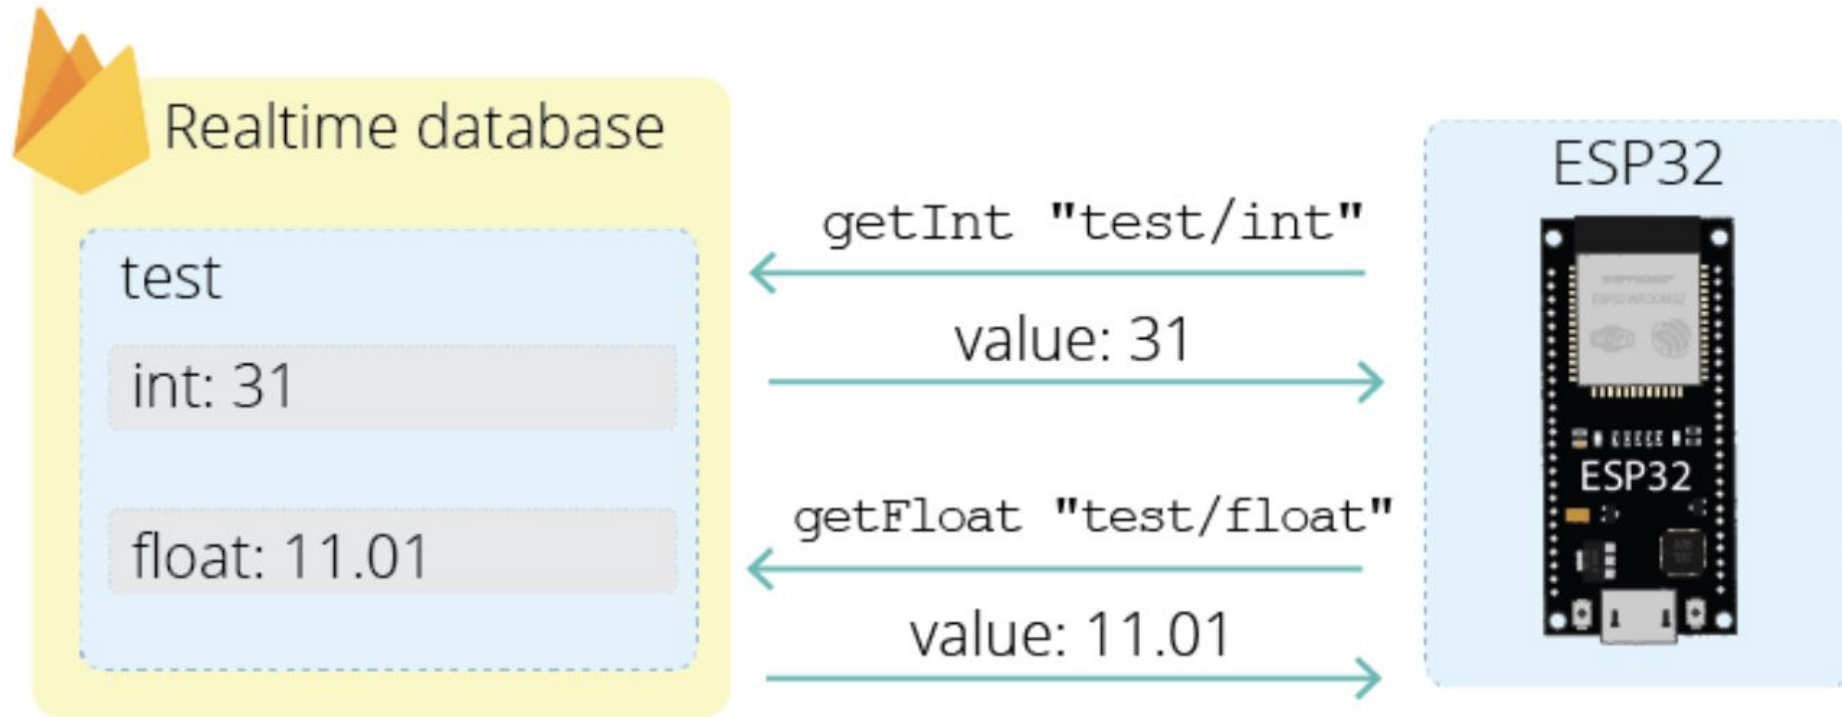 Realtime database
test
int: 31
float: 11.01
getInt "test/int"
value: 31
getFloat "test/float"
value: 11.01
ESP32
ESP32